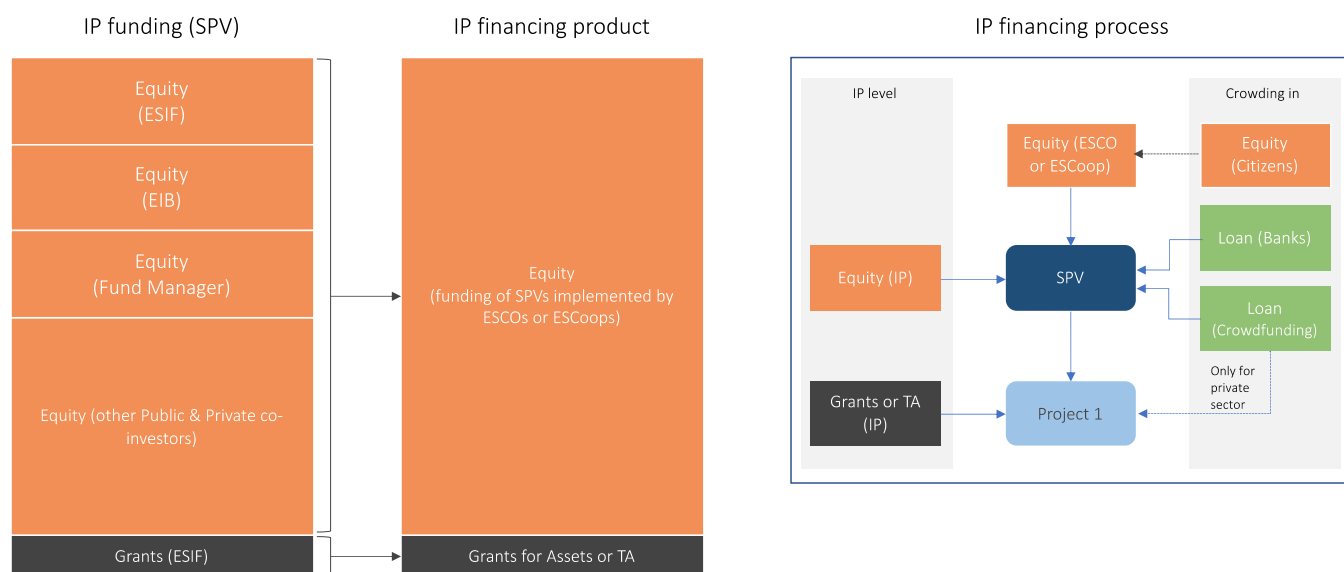 IP funding (SPV)
IP financing product
IP financing process
Equity
(ESIF)
Equity
(EIB)
Equity
(Fund Manager)
Equity (other Public & Private co-
investors)
Grants (ESIF)
Equity
(funding of SPVs implemented by
ESCOs or ESCoops)
Grants for Assets or TA
IP level
Crowding in
Equity (ESCO
or ESCoop)
Equity
(Citizens)
Loan (Banks)
Equity (IP)
SPV
Loan
(Crowdfunding)
Only for
private
sector
Grants or TA
(IP)
Project 1